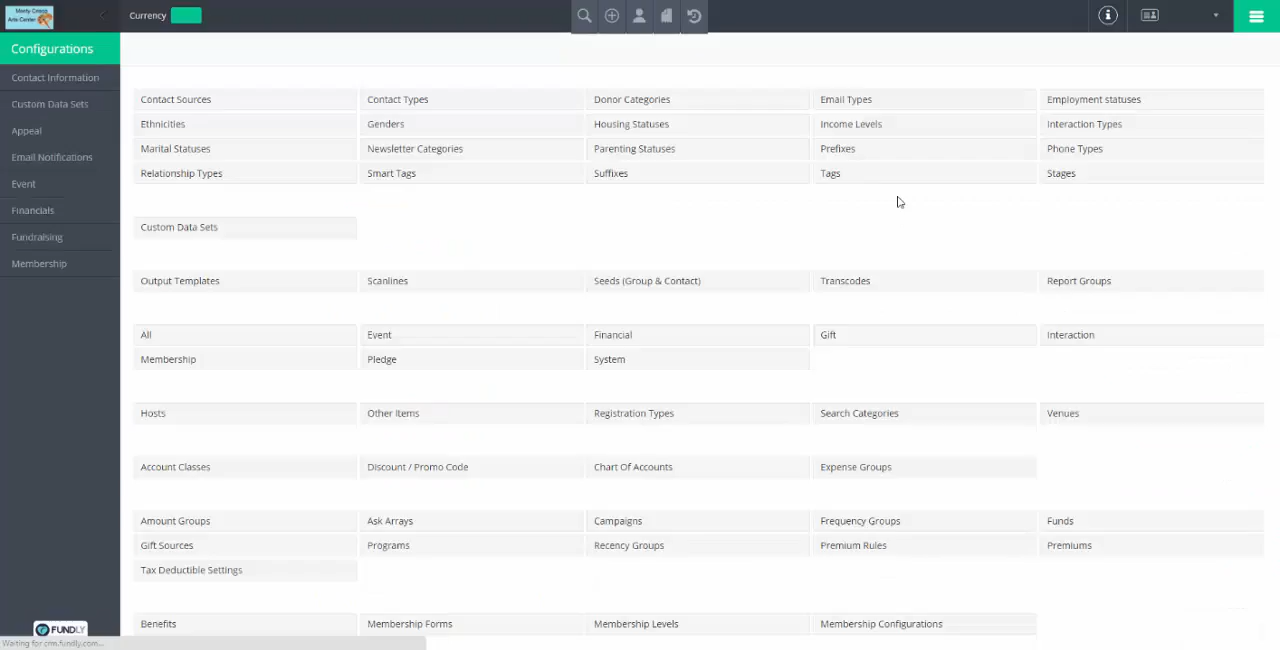 Currency
Configurations
Contact Information
Custom Data Sets
Appeal
Email Notifications
Event
Financials
Fundraising
Membership
Contact Sources Contact Types Donor Categories Email Types Employment statuses
Ethnicities Genders Housing Statuses Income Levels Interaction Types
Marital Statuses Newsletter Categories Parenting Statuses Prefixes Phone Types
Relationship Types Smart Tags Suffixes Tags Stages
Custom Data Sets
Output Templates Scanlines Seeds (Group & Contact) Transcodes Report Groups
All Event Financial Gift Interaction
Membership Pledge System
Hosts Other Items Registration Types Search Categories Venues
Account Classes Discount / Promo Code Chart Of Accounts Expense Groups
Amount Groups Ask Arrays Campaigns Frequency Groups Funds
Gift Sources Programs Recency Groups Premium Rules Premiums
Tax Deductible Settings
Benefits Membership Forms Membership Levels Membership Configurations
FUNDLY
Waiting for crm.fundly.com...